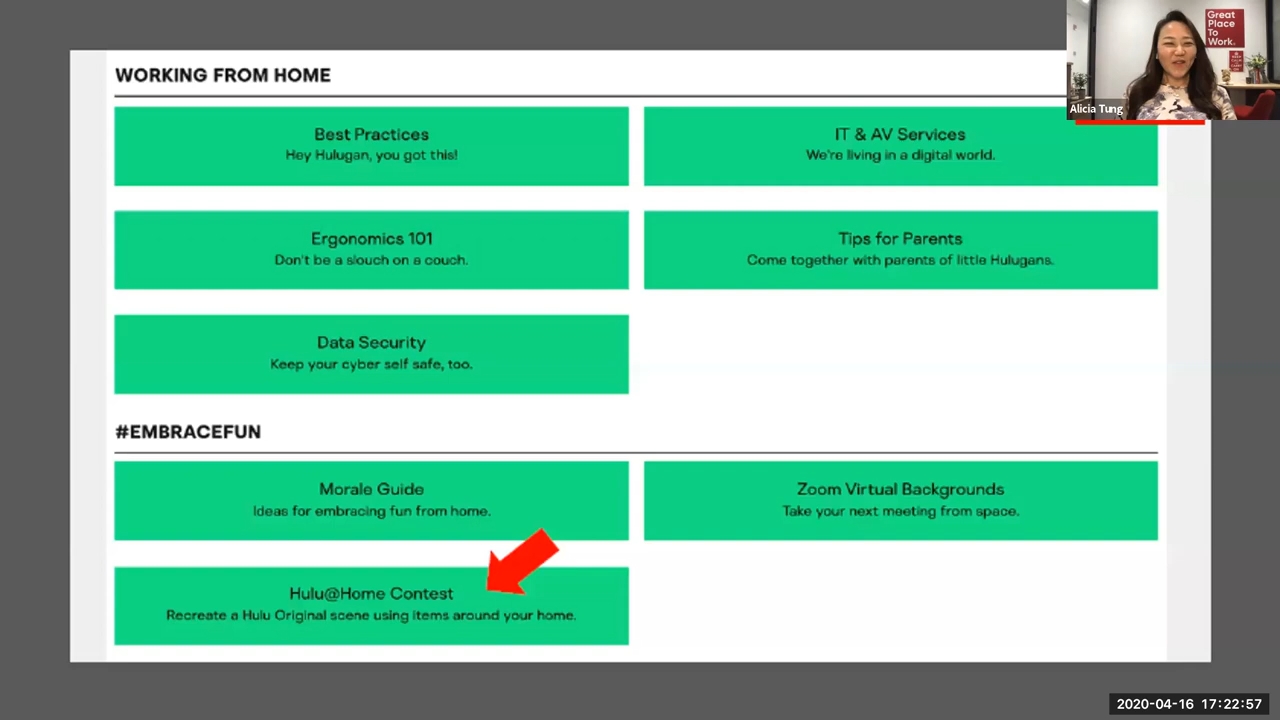 WORKING FROM HOME
Best Practices
Hey Hulugan, you got this!
IT & AV Services
We're living in a digital world.
Ergonomics 101
Don't be a slouch on a couch.
Tips for Parents
Come together with parents of little Hulugans.
Data Security
Keep your cyber self safe, too.
#EMBRACEFUN
Morale Guide
Ideas for embracing fun from home.
Zoom Virtual Backgrounds
Take your next meeting from space.
Hulu@Home Contest
Recreate a Hulu Original scene using items around your home.
Great
Place
To
Work.
Alicia Tung
2020-04-16 17:22:57